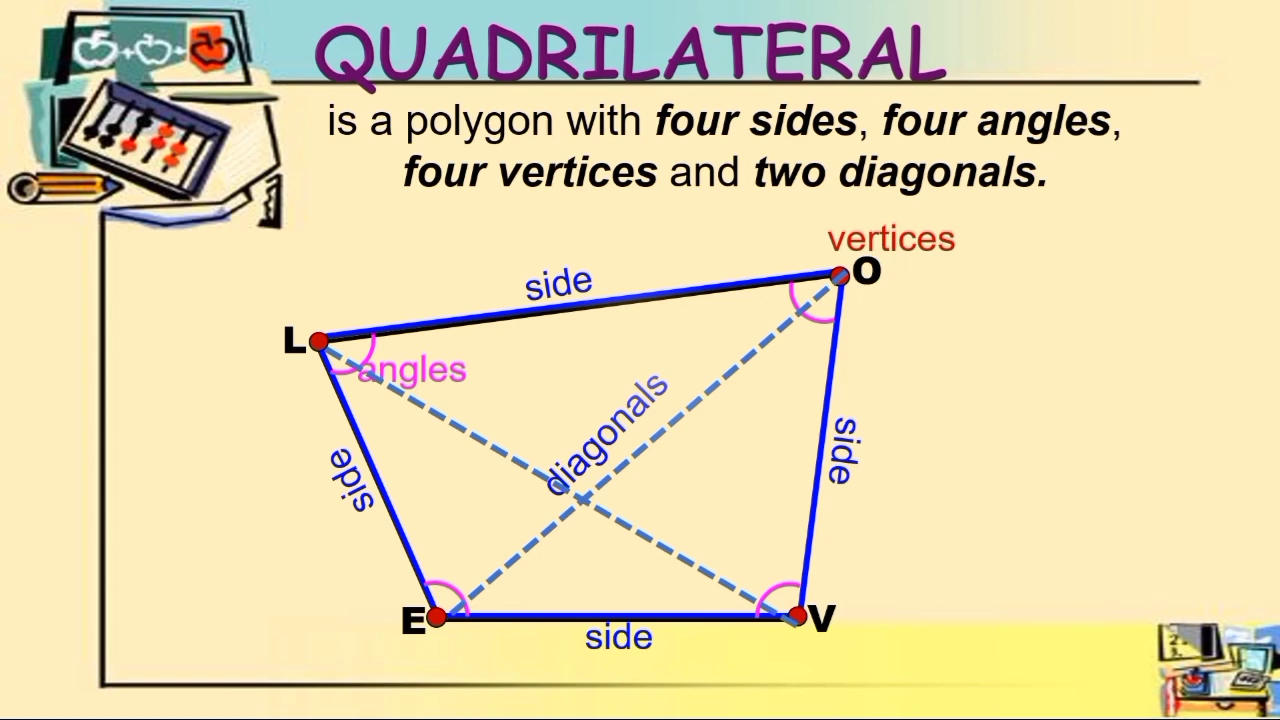 QUADRILATERAL
is a polygon with four sides, four angles,
four vertices and two diagonals.
vertices
O
side
L
angles
diagonals
side
side
E
V
side